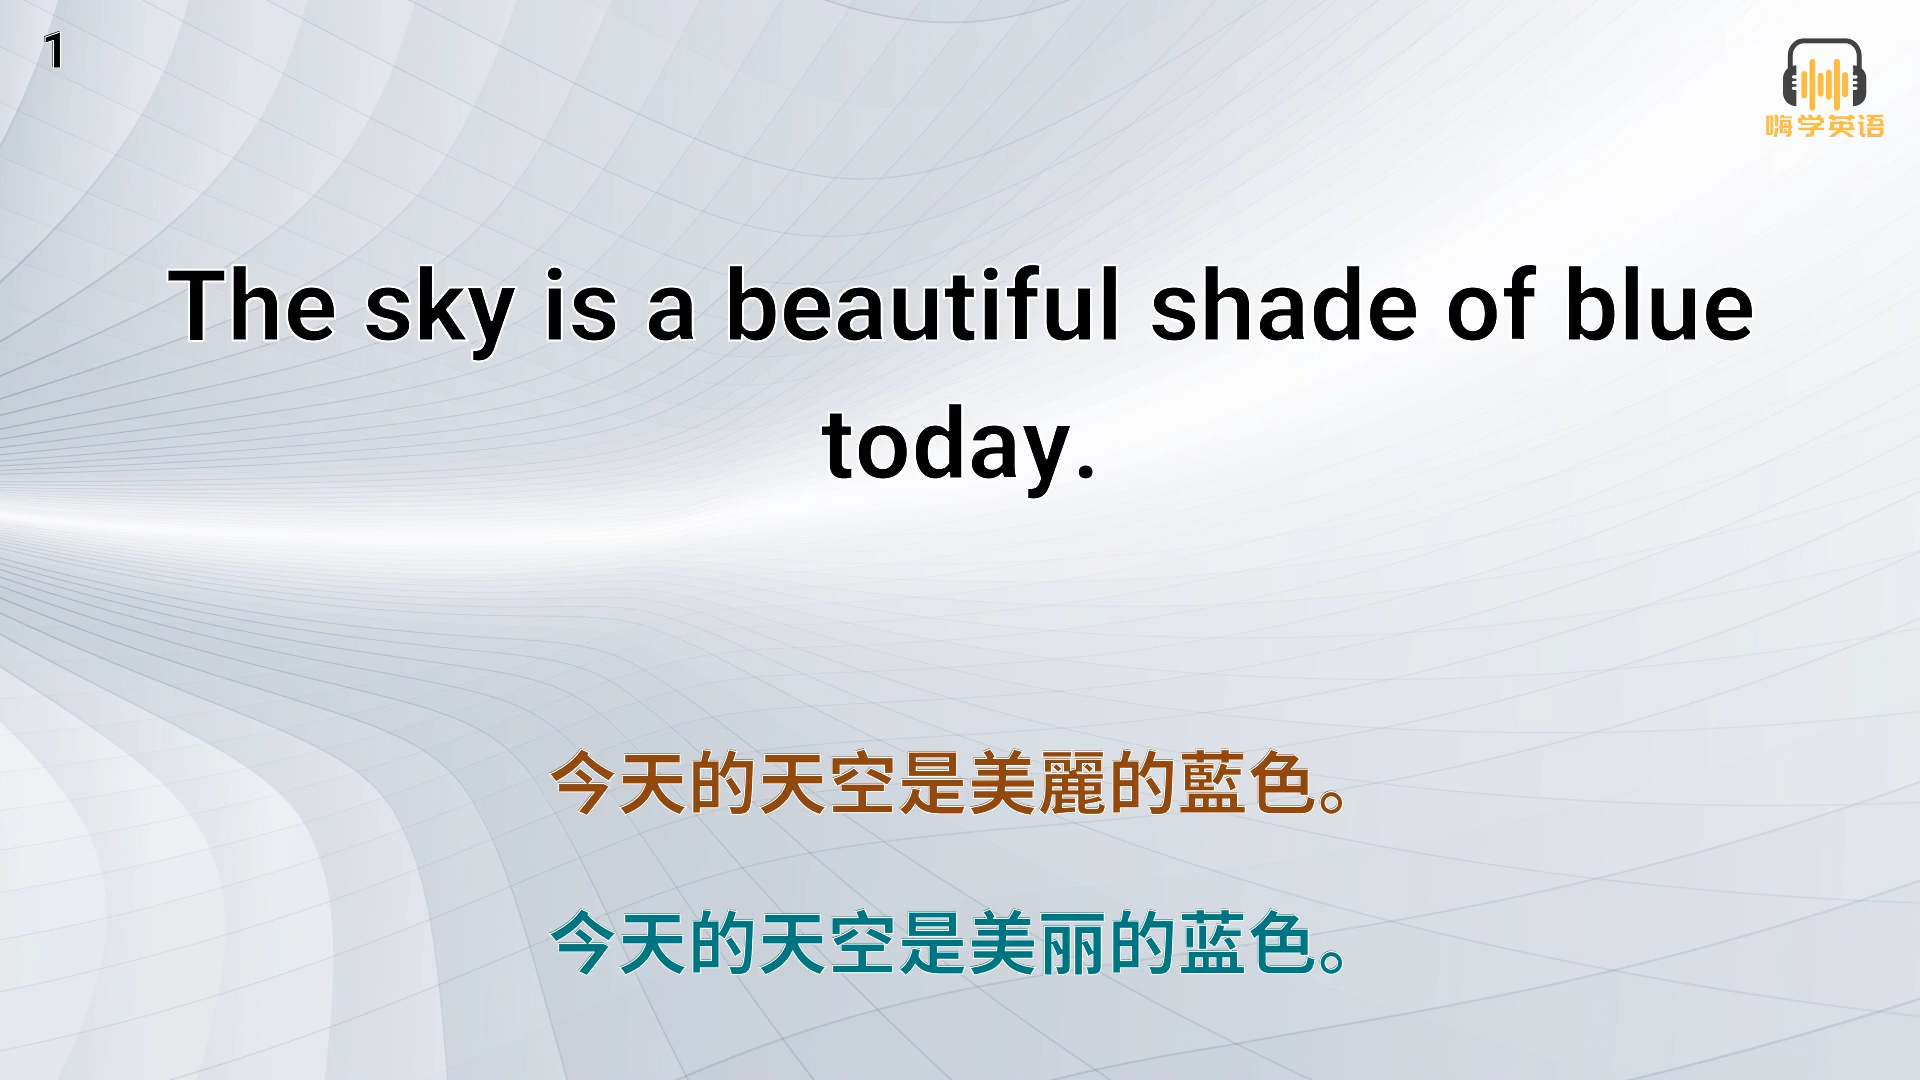 1
嗨学英语
The sky is a beautiful shade of blue
today.
今天的天空是美麗的藍色。
今天的天空是美丽的蓝色。